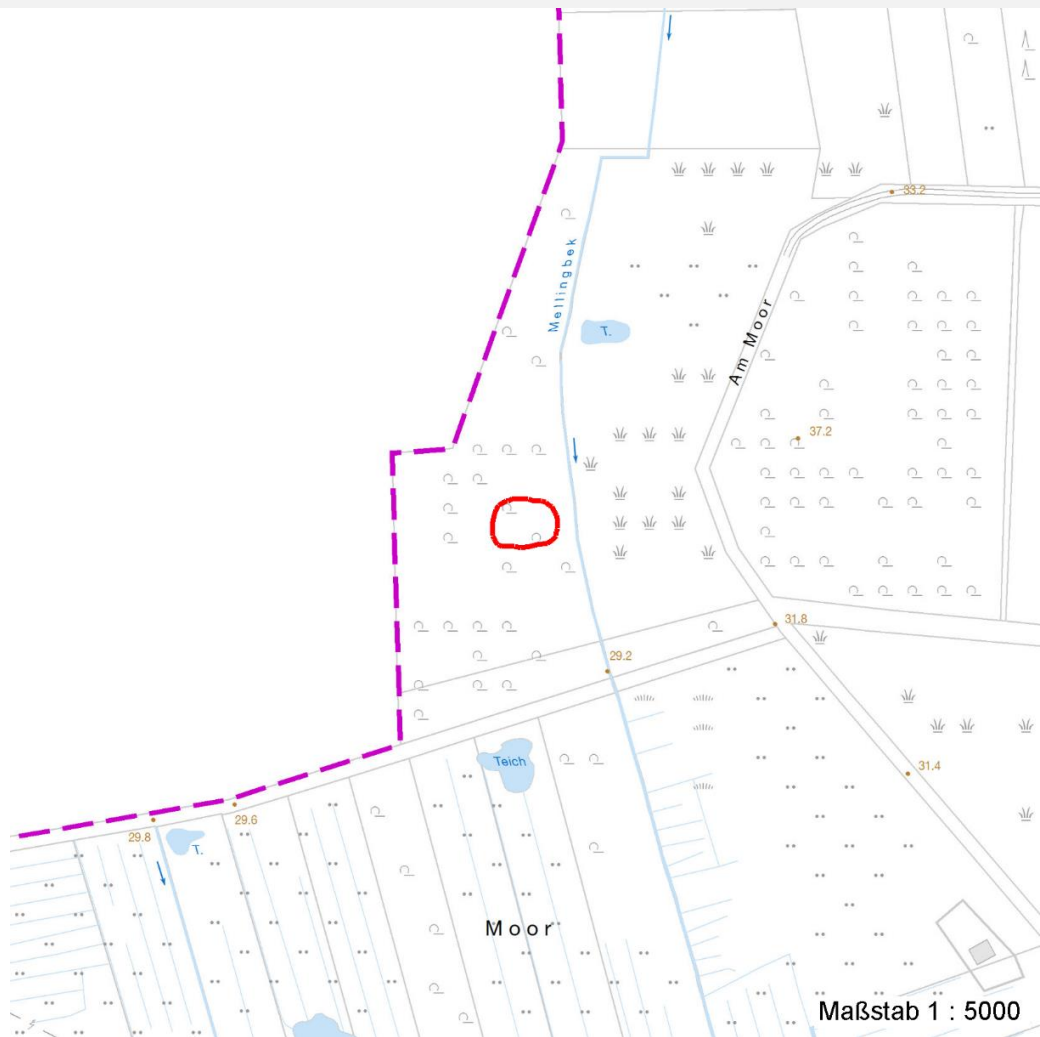 33.2
Mellingbek
T.
Am Moor
37.2
31.8
29.2
Teich
31.4
29.6
29.8
T.
Moor
Maßstab 1 : 5000